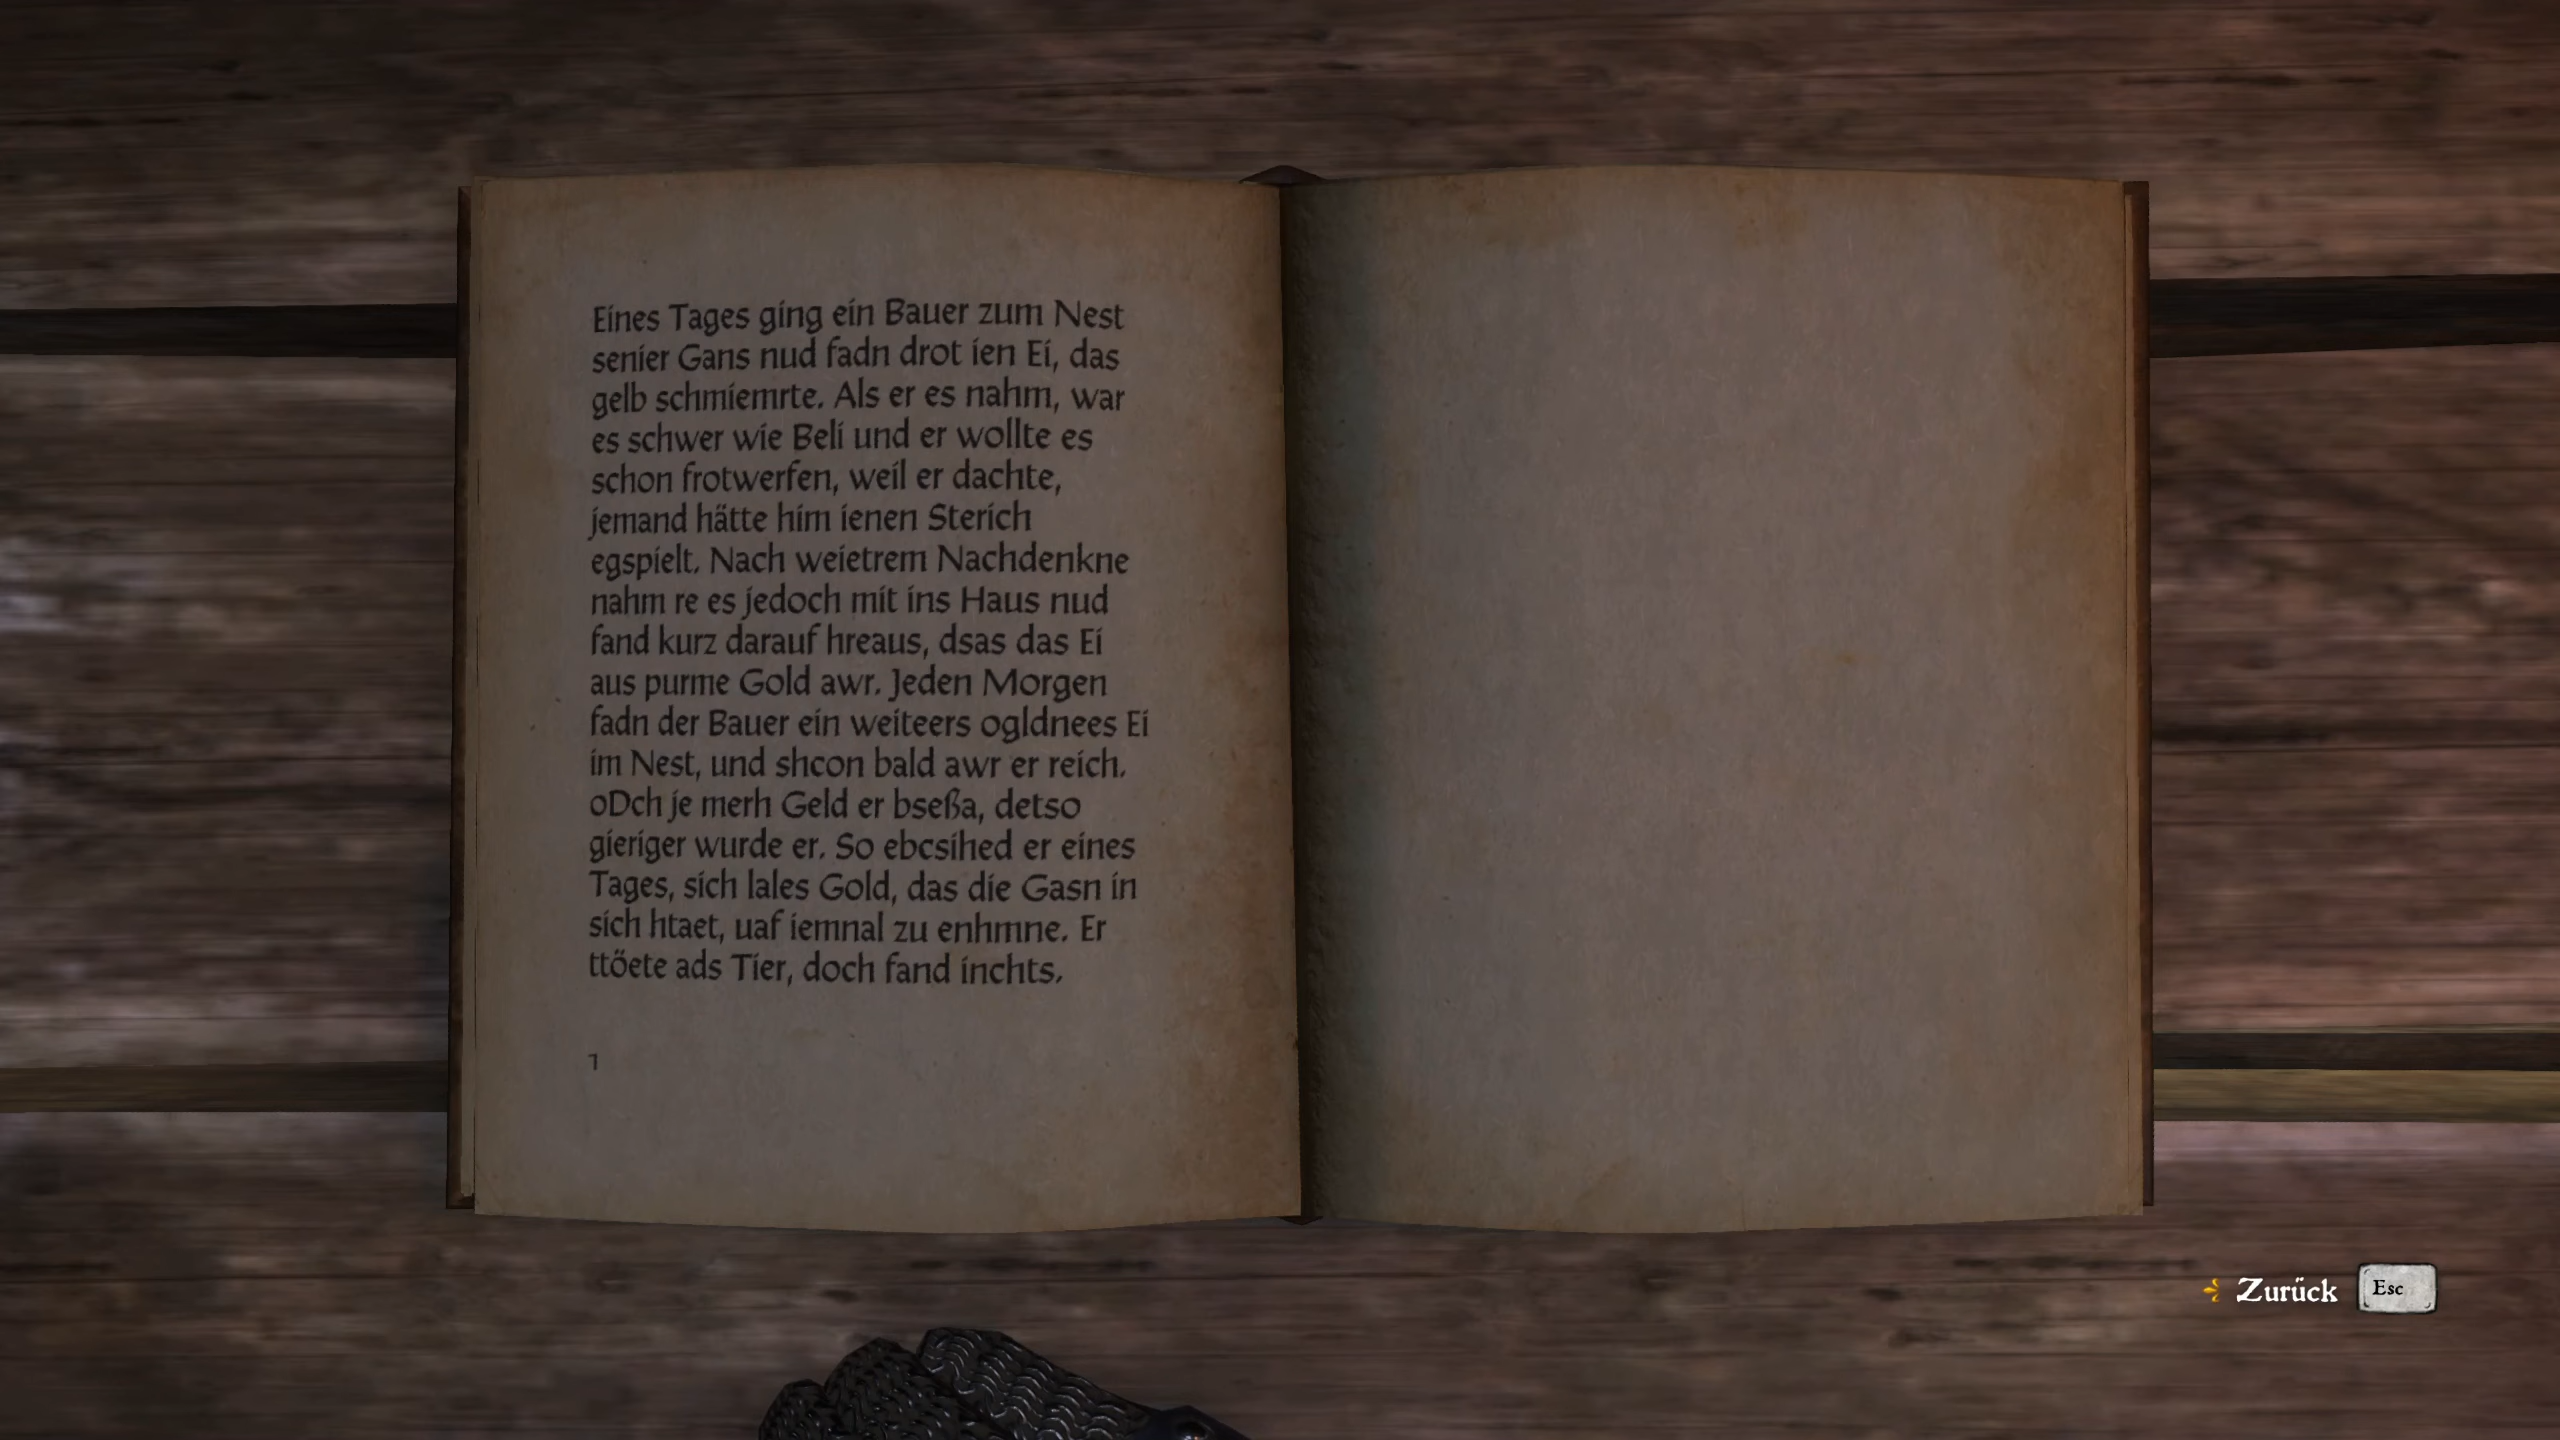 Eines Tages ging ein Bauer zum Nest
senier Gans nud fadn drot ien Ei, das
gelb schmiemrte. Als er es nahm, war
es schwer wie Beli und er wollte es
schon frotwerfen, weil er dachte,
jemand hätte him ienen Sterich
egspielt. Nach weietrem Nachdenkne
nahm re es jedoch mit ins Haus nud
fand kurz darauf hreaus, dsas das Ei
aus purme Gold awr. Jeden Morgen
fadn der Bauer ein weiteers ogldnees Ei
im Nest, und shcon bald awr er reich.
oDch je merh Geld er bseßa, detso
gieriger wurde er. So ebcsihed er eines
Tages, sich lales Gold, das die Gasn in
sich htaet, uaf iemnal zu enhmne. Er
ttöete ads Tier, doch fand inchts.
1
Zurück Esc